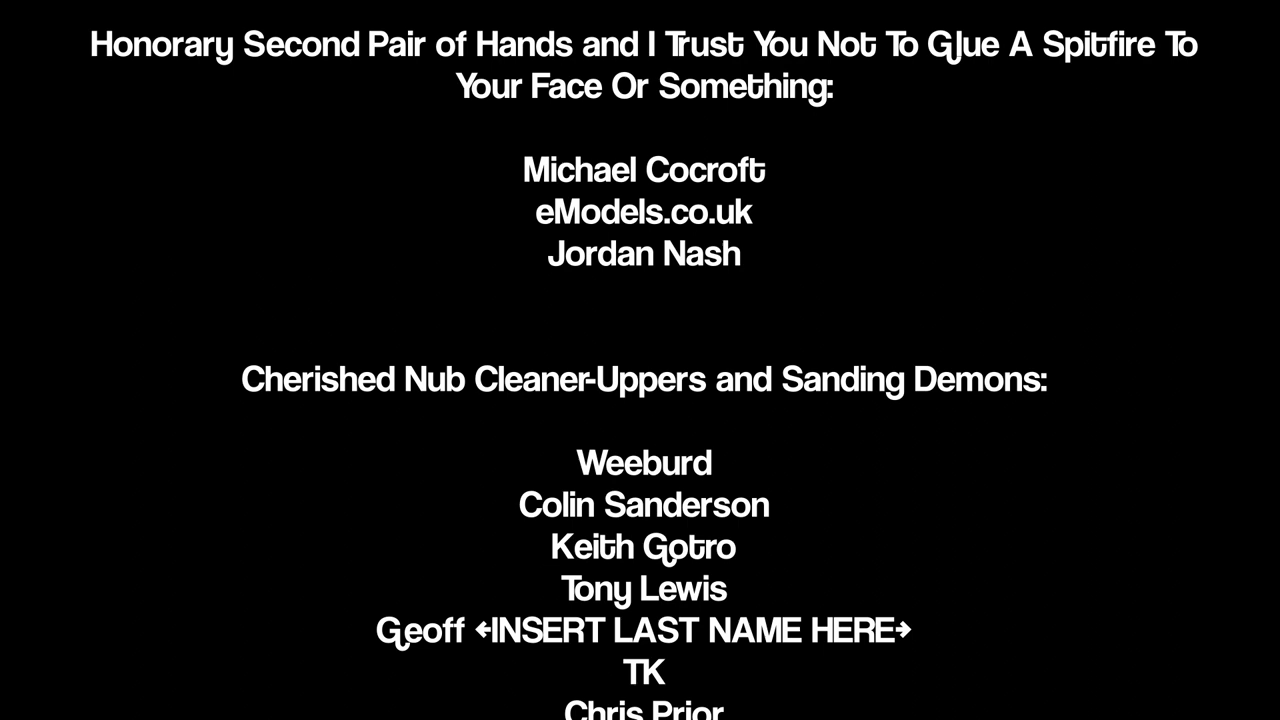 Honorary Second Pair of Hands and I Trust You Not To Glue A Spitfire To
Your Face Or Something:
Michael Cocroft
eModels.co.uk
Jordan Nash
Cherished Nub Cleaner-Uppers and Sanding Demons:
Weeburd
Colin Sanderson
Keith Gotro
Tony Lewis
Geoff <INSERT LAST NAME HERE>
TK
Chris Prior